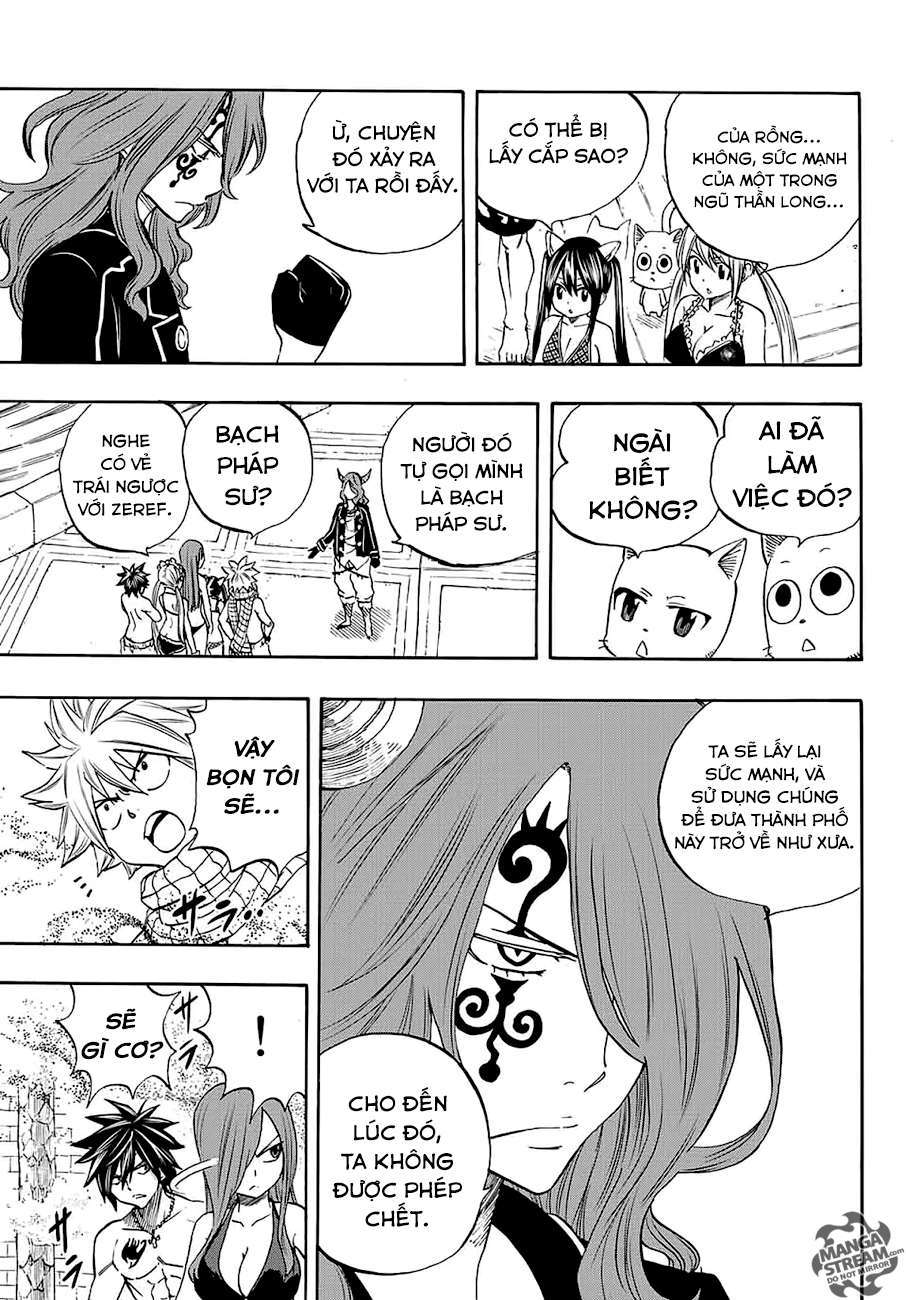 CỦA RỒNG...
KHÔNG, SỨC MẠNH
CỦA MỘT TRONG
NGŨ THẦN LONG...
CÓ THỂ BỊ
LẤY CẮP SAO?
Ừ, CHUYỆN
ĐÓ XẢY RA
VỚI TA RỒI ĐẤY.
AI ĐÃ
LÀM
VIỆC ĐÓ?
NGÀI
BIẾT
KHÔNG?
NGƯỜI ĐÓ
TỰ GỌI MÌNH
LÀ BẠCH
PHÁP SƯ.
BẠCH
PHÁP
SƯ?
NGHE
CÓ VẺ
TRÁI NGƯỢC
VỚI ZEREF.
TA SẼ LẤY LẠI
SỨC MẠNH, VÀ
SỬ DỤNG CHÚNG
ĐỂ ĐƯA THÀNH PHỐ
NÀY TRỞ VỀ NHƯ XƯA.
CHO ĐẾN
LÚC ĐÓ,
TA KHÔNG
ĐƯỢC PHÉP
CHẾT.
VẬY
BỌN TÔI
SẼ...
!
SẼ
GÌ CƠ?
MANGA
STREAM.COM
DO NOT MIRROR!